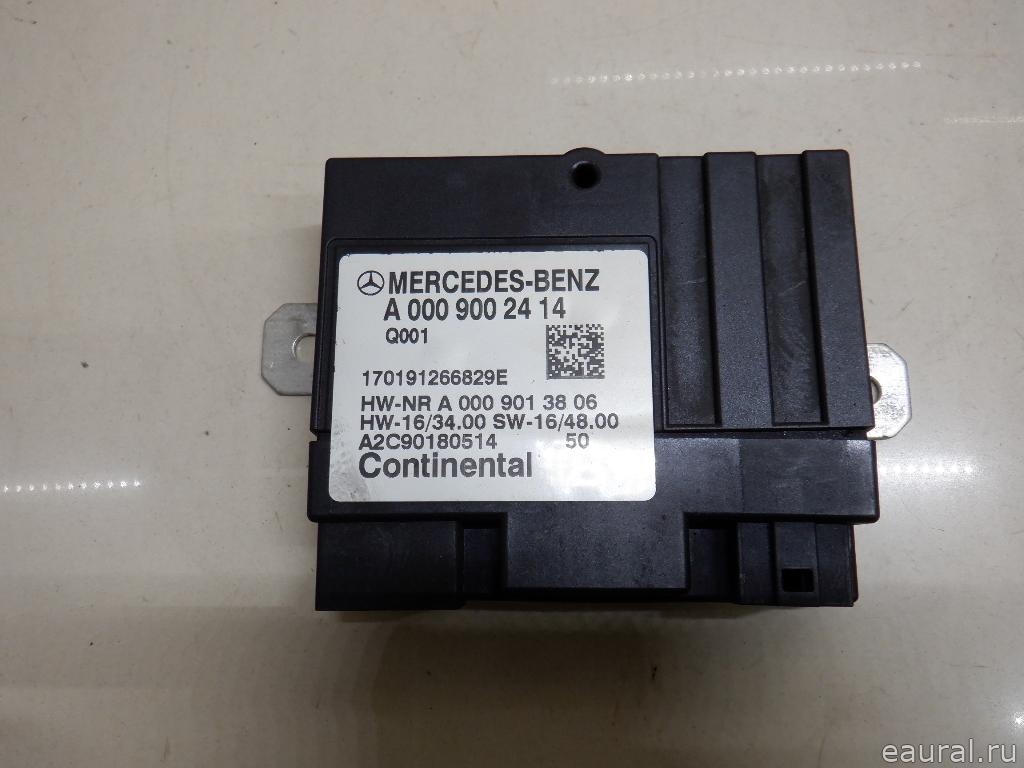 MERCEDES-BENZ
A 000 900 24 14
Q001
170191266829E
HW-NR A 000 901 38 06
HW-16/34.00 SW-16/48.00
A2C90180514 50
Continental
eaural.ru